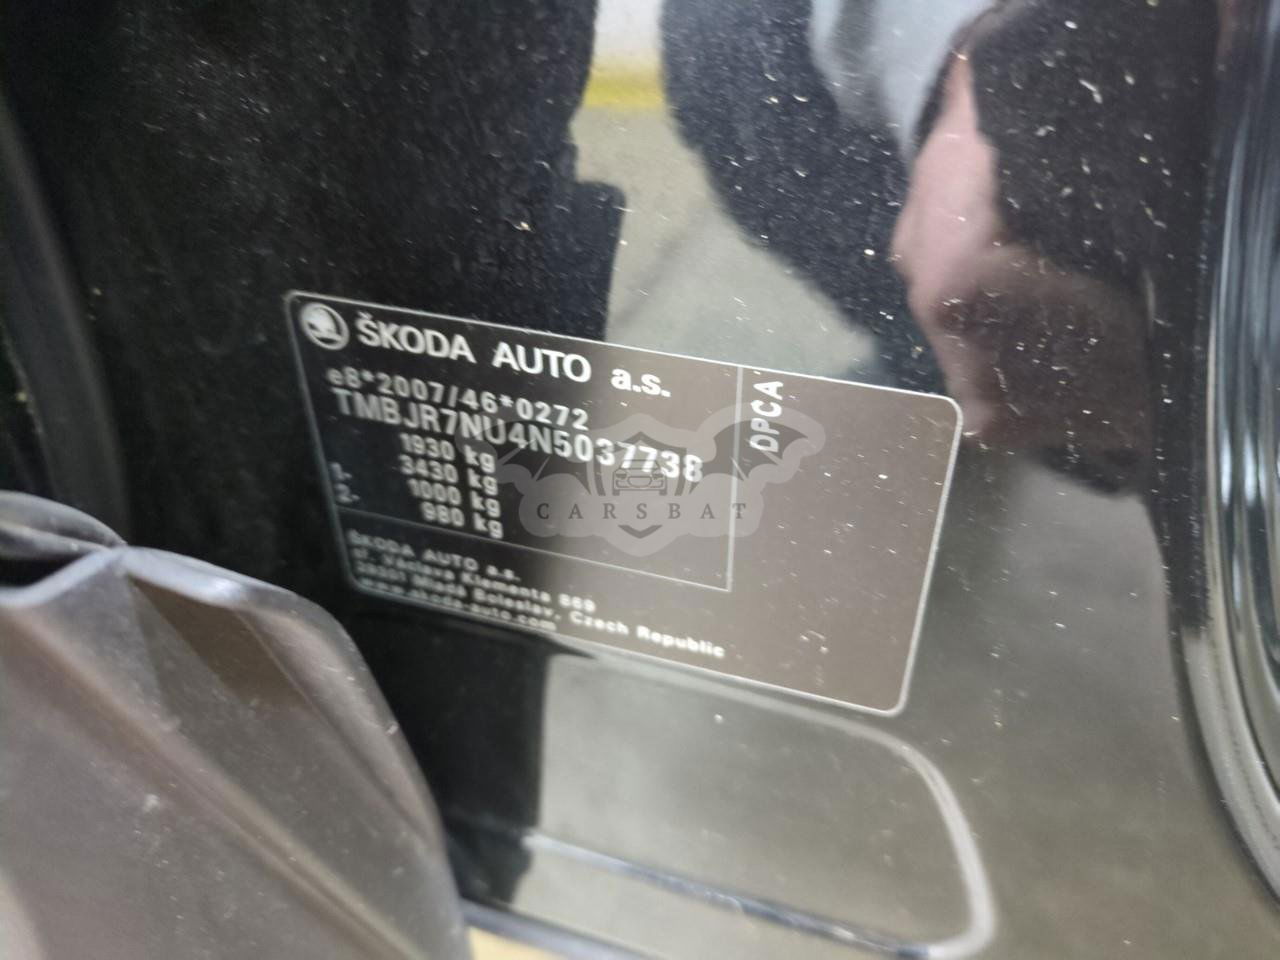 ŠKODA AUTO a.s.
e8*2007/46*0272
TMBJR7NU4N5037738
1930 kg
3430 kg
1- 1000 kg
2- 980 kg
DPCA
ŠKODA AUTO a.s.
tř. Václava Klementa 869
29301 Mladá Boleslav, Czech Republic
www.skoda-auto.com
CARSBAT